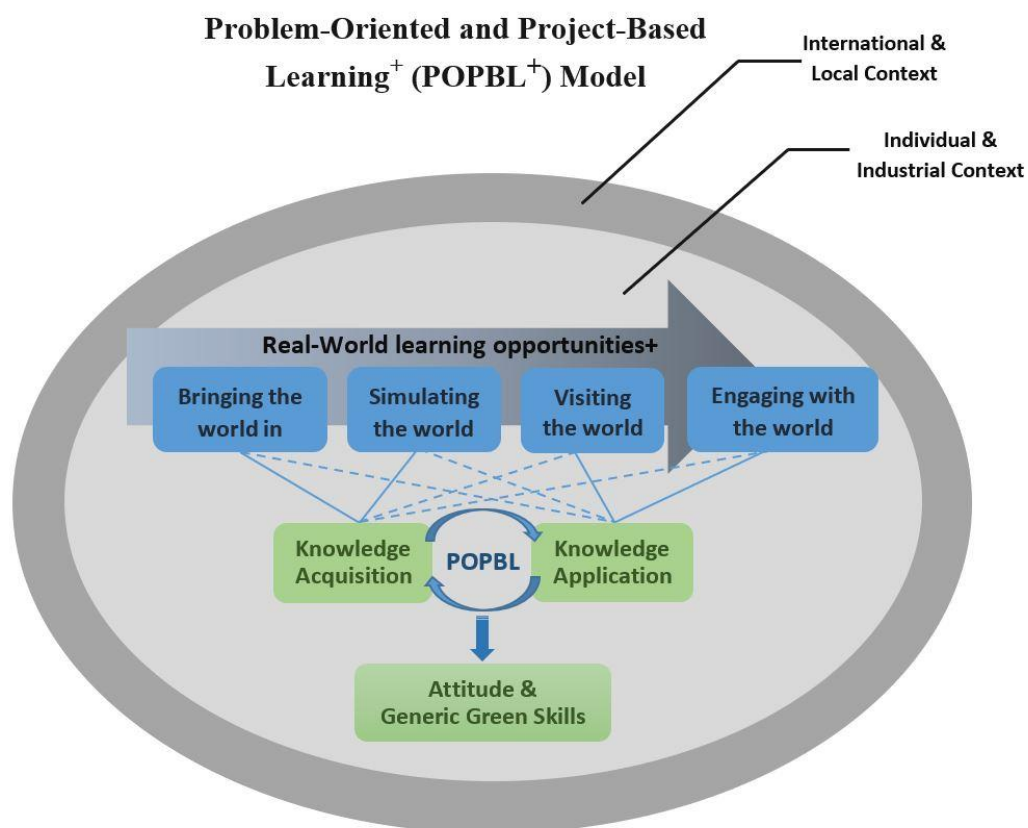 Problem-Oriented and Project-Based
Learning⁺ (POPBL⁺) Model
International &
Local Context
Individual &
Industrial Context
Real-World learning opportunities+
Bringing the
world in
Simulating
the world
Visiting
the world
Engaging with
the world
Knowledge
Acquisition
POPBL
Knowledge
Application
Attitude &
Generic Green Skills